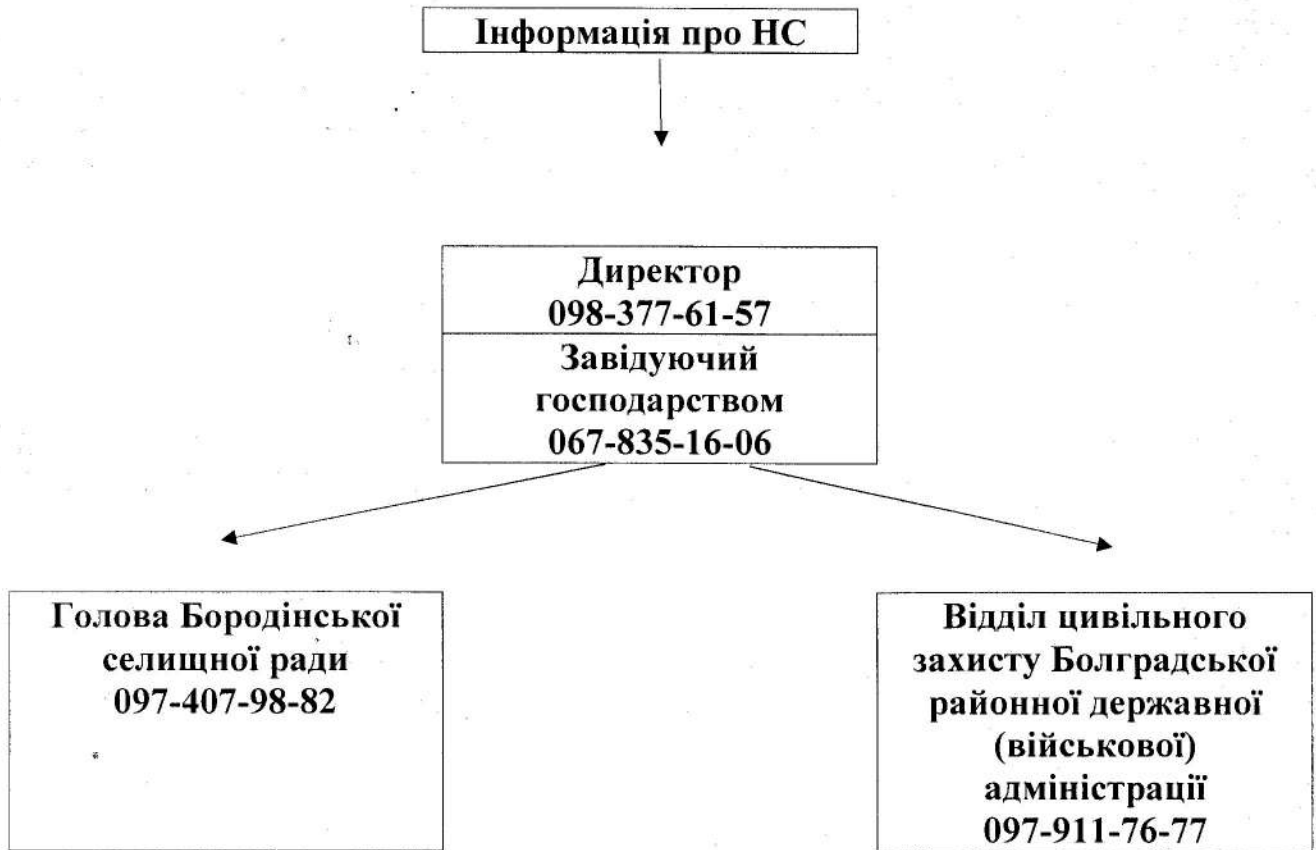 Інформація про НС
Директор
098-377-61-57
Завідуючий
господарством
067-835-16-06
Голова Бородінської
селищної ради
097-407-98-82
Відділ цивільного
захисту Болградської
районної державної
(військової)
адміністрації
097-911-76-77